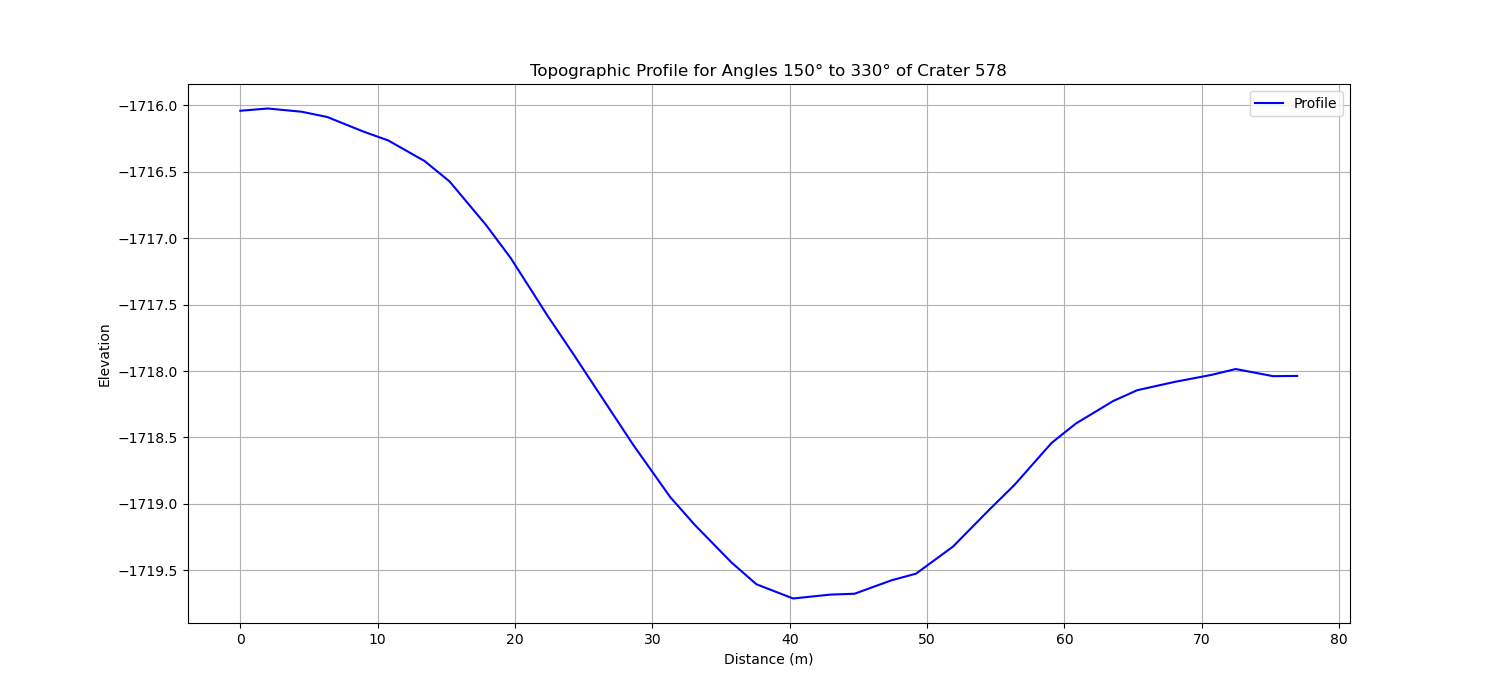 Topographic Profile for Angles 150° to 330° of Crater 578
Profile
−1716.0
−1716.5
−1717.0
−1717.5
−1718.0
−1718.5
−1719.0
−1719.5
Elevation
0 10 20 30 40 50 60 70 80
Distance (m)